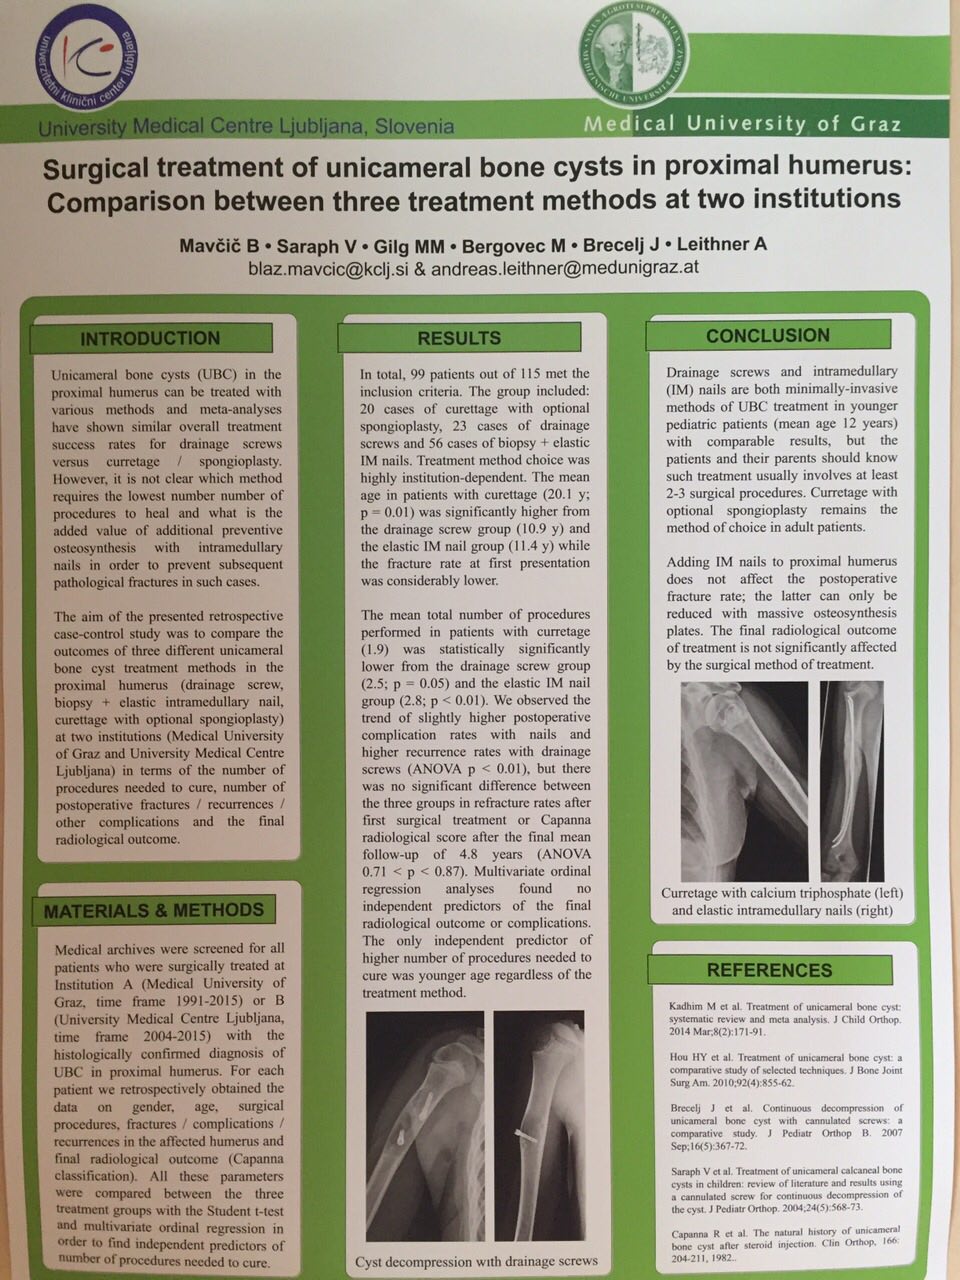 univerzitetni klinični center ljubljana
MEDIZINISCHE UNIVERSITÄT GRAZ
University Medical Centre Ljubljana, Slovenia
Medical University of Graz
Surgical treatment of unicameral bone cysts in proximal humerus:
Comparison between three treatment methods at two institutions
Mavčič B • Saraph V • Gilg MM • Bergovec M • Brecelj J • Leithner A
blaz.mavcic@kclj.si & andreas.leithner@medunigraz.at
INTRODUCTION
Unicameral bone cysts (UBC) in the
proximal humerus can be treated with
various methods and meta-analyses
have shown similar overall treatment
success rates for drainage screws
versus curretage / spongioplasty.
However, it is not clear which method
requires the lowest number number of
procedures to heal and what is the
added value of additional preventive
osteosynthesis with intramedullary
nails in order to prevent subsequent
pathological fractures in such cases.
The aim of the presented retrospective
case-control study was to compare the
outcomes of three different unicameral
bone cyst treatment methods in the
proximal humerus (drainage screw,
biopsy + elastic intramedullary nail,
curettage with optional spongioplasty)
at two institutions (Medical University
of Graz and University Medical Centre
Ljubljana) in terms of the number of
procedures needed to cure, number of
postoperative fractures / recurrences /
other complications and the final
radiological outcome.
MATERIALS & METHODS
Medical archives were screened for all
patients who were surgically treated at
Institution A (Medical University of
Graz, time frame 1991-2015) or B
(University Medical Centre Ljubljana,
time frame 2004-2015) with the
histologically confirmed diagnosis of
UBC in proximal humerus. For each
patient we retrospectively obtained the
data on gender, age, surgical
procedures, fractures / complications /
recurrences in the affected humerus and
final radiological outcome (Capanna
classification). All these parameters
were compared between the three
treatment groups with the Student t-test
and multivariate ordinal regression in
order to find independent predictors of
number of procedures needed to cure.
RESULTS
In total, 99 patients out of 115 met the
inclusion criteria. The group included:
20 cases of curettage with optional
spongioplasty, 23 cases of drainage
screws and 56 cases of biopsy + elastic
IM nails. Treatment method choice was
highly institution-dependent. The mean
age in patients with curettage (20.1 y;
p = 0.01) was significantly higher from
the drainage screw group (10.9 y) and
the elastic IM nail group (11.4 y) while
the fracture rate at first presentation
was considerably lower.
The mean total number of procedures
performed in patients with curretage
(1.9) was statistically significantly
lower from the drainage screw group
(2.5; p = 0.05) and the elastic IM nail
group (2.8; p < 0.01). We observed the
trend of slightly higher postoperative
complication rates with nails and
higher recurrence rates with drainage
screws (ANOVA p < 0.01), but there
was no significant difference between
the three groups in refracture rates after
first surgical treatment or Capanna
radiological score after the final mean
follow-up of 4.8 years (ANOVA
0.71 < p < 0.87). Multivariate ordinal
regression analyses found no
independent predictors of the final
radiological outcome or complications.
The only independent predictor of
higher number of procedures needed to
cure was younger age regardless of the
treatment method.
Cyst decompression with drainage screws
CONCLUSION
Drainage screws and intramedullary
(IM) nails are both minimally-invasive
methods of UBC treatment in younger
pediatric patients (mean age 12 years)
with comparable results, but the
patients and their parents should know
such treatment usually involves at least
2-3 surgical procedures. Curretage with
optional spongioplasty remains the
method of choice in adult patients.
Adding IM nails to proximal humerus
does not affect the postoperative
fracture rate; the latter can only be
reduced with massive osteosynthesis
plates. The final radiological outcome
of treatment is not significantly affected
by the surgical method of treatment.
Curretage with calcium triphosphate (left)
and elastic intramedullary nails (right)
REFERENCES
Kadhim M et al. Treatment of unicameral bone cyst:
systematic review and meta analysis. J Child Orthop.
2014 Mar;8(2):171-91.
Hou HY et al. Treatment of unicameral bone cyst: a
comparative study of selected techniques. J Bone Joint
Surg Am. 2010;92(4):855-62.
Brecelj J et al. Continuous decompression of
unicameral bone cyst with cannulated screws: a
comparative study. J Pediatr Orthop B. 2007
Sep;16(5):367-72.
Saraph V et al. Treatment of unicameral calcaneal bone
cysts in children: review of literature and results using
a cannulated screw for continuous decompression of
the cyst. J Pediatr Orthop. 2004;24(5):568-73.
Capanna R et al. The natural history of unicameral
bone cyst after steroid injection. Clin Orthop, 166:
204-211, 1982..